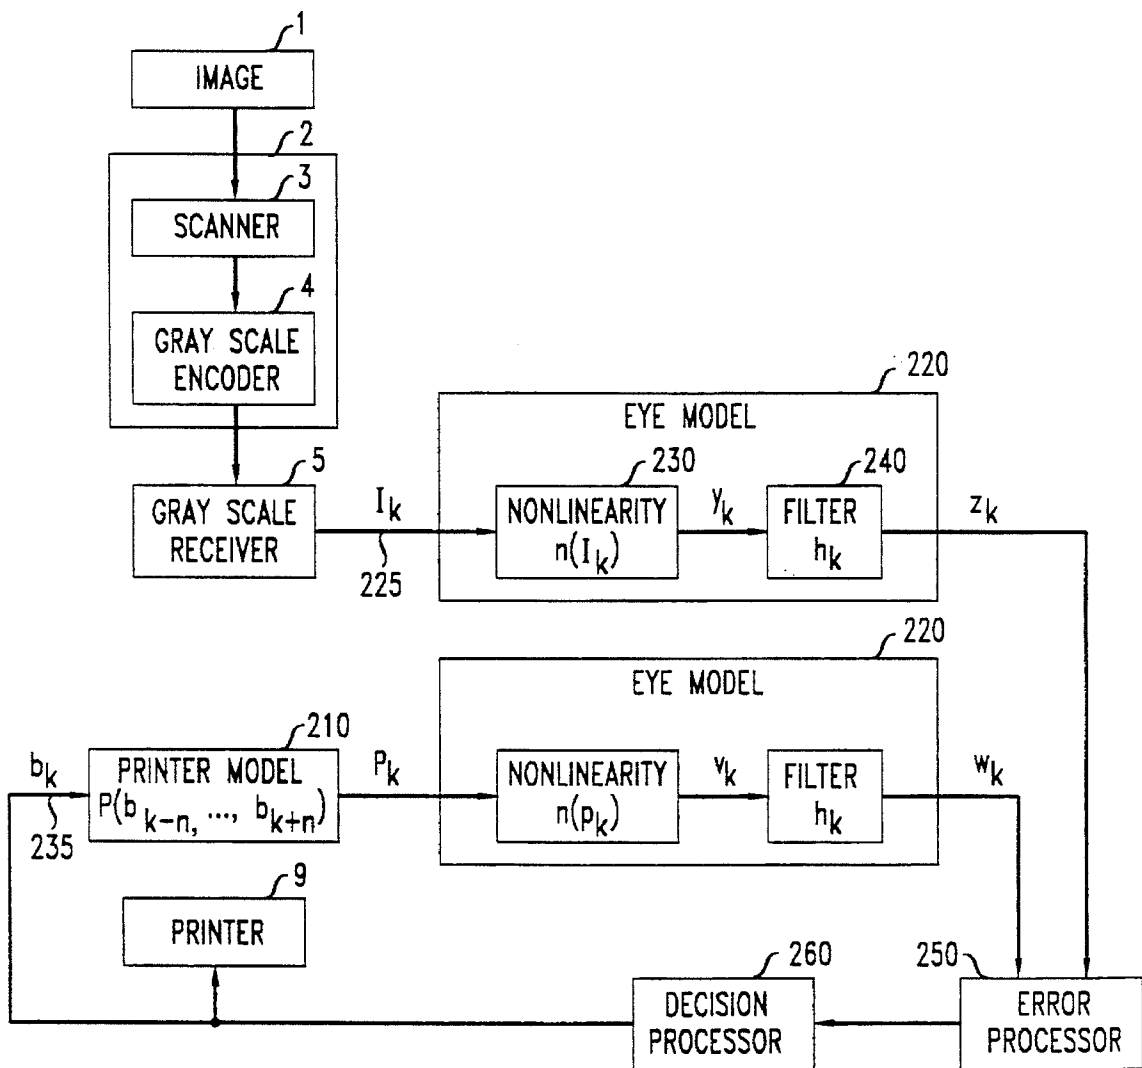 1
IMAGE
2
3
SCANNER
4
GRAY SCALE
ENCODER
5
GRAY SCALE
RECEIVER
I_k
225
220
EYE MODEL
230
NONLINEARITY
n(I_k)
y_k
240
FILTER
h_k
z_k
220
EYE MODEL
b_k
235
210
PRINTER MODEL
P(b_{k-n}, ..., b_{k+n})
P_k
NONLINEARITY
n(p_k)
v_k
FILTER
h_k
w_k
9
PRINTER
260
DECISION
PROCESSOR
250
ERROR
PROCESSOR